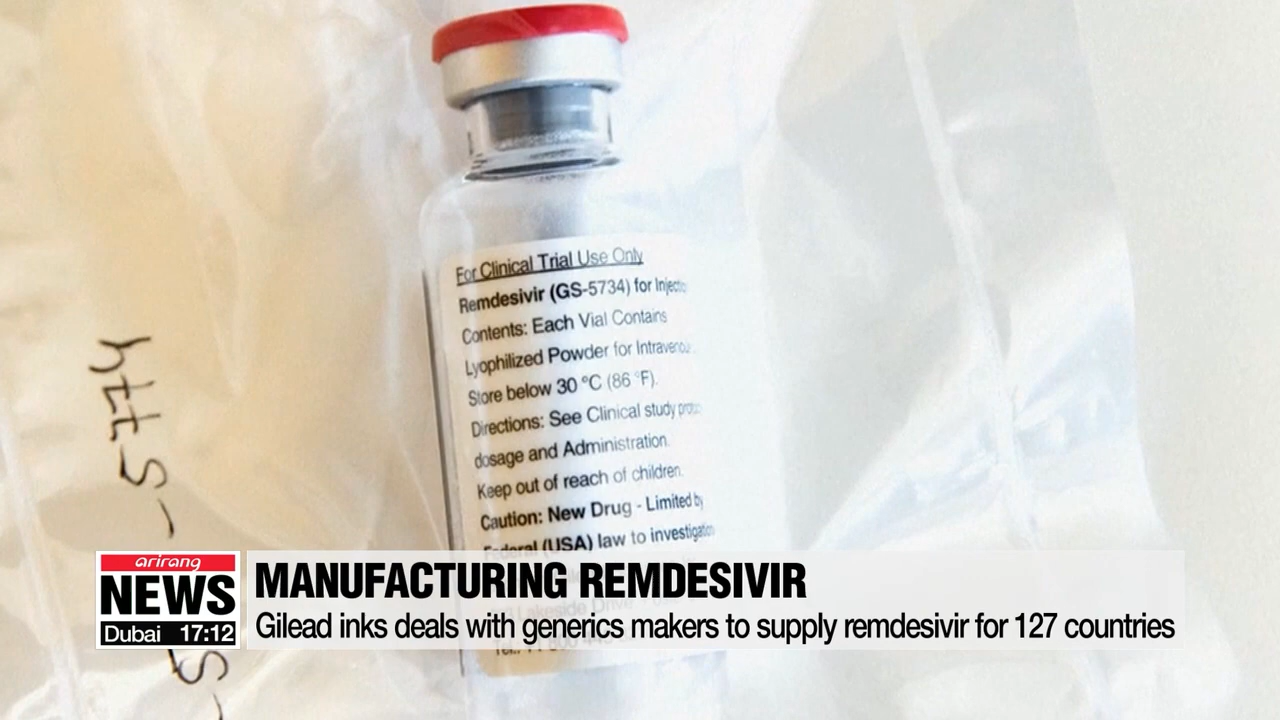 For Clinical Trial Use Only
Remdesivir (GS-5734) for
Contents: Each Vial Contains
Lyophilized Powder for
Store below 30 °C (86 °F).
Directions: See Clinical study
dosage and Administration.
Keep out of reach of children.
Caution: New Drug - Limited by
Federal (USA) law to
Lakeside Drive
arirang
NEWS
Dubai 17:12
MANUFACTURING REMDESIVIR
Gilead inks deals with generics makers to supply remdesivir for 127 countries